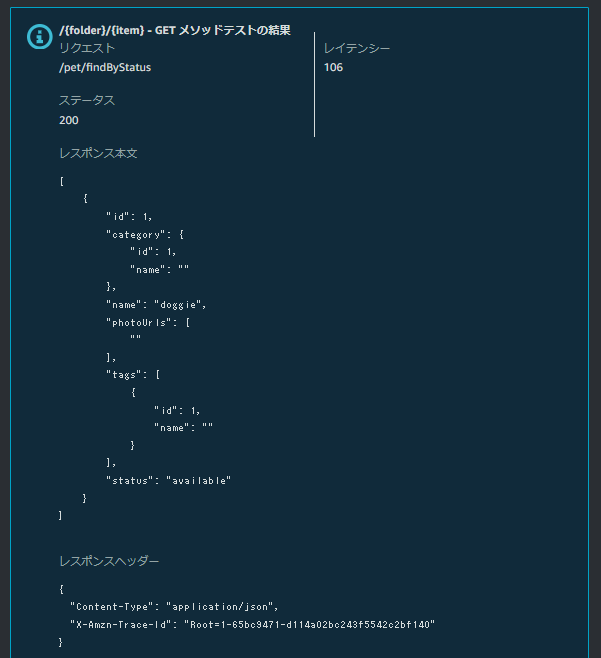 /{folder}/{item} - GET メソッドテストの結果
リクエスト
/pet/findByStatus
レイテンシー
106
ステータス
200
レスポンス本文
[
    {
        "id": 1,
        "category": {
            "id": 1,
            "name": ""
        },
        "name": "doggie",
        "photoUrls": [
            ""
        ],
        "tags": [
            {
                "id": 1,
                "name": ""
            }
        ],
        "status": "available"
    }
]
レスポンスヘッダー
{
  "Content-Type": "application/json",
  "X-Amzn-Trace-Id": "Root=1-65bc9471-d114a02bc243f5542c2bf140"
}